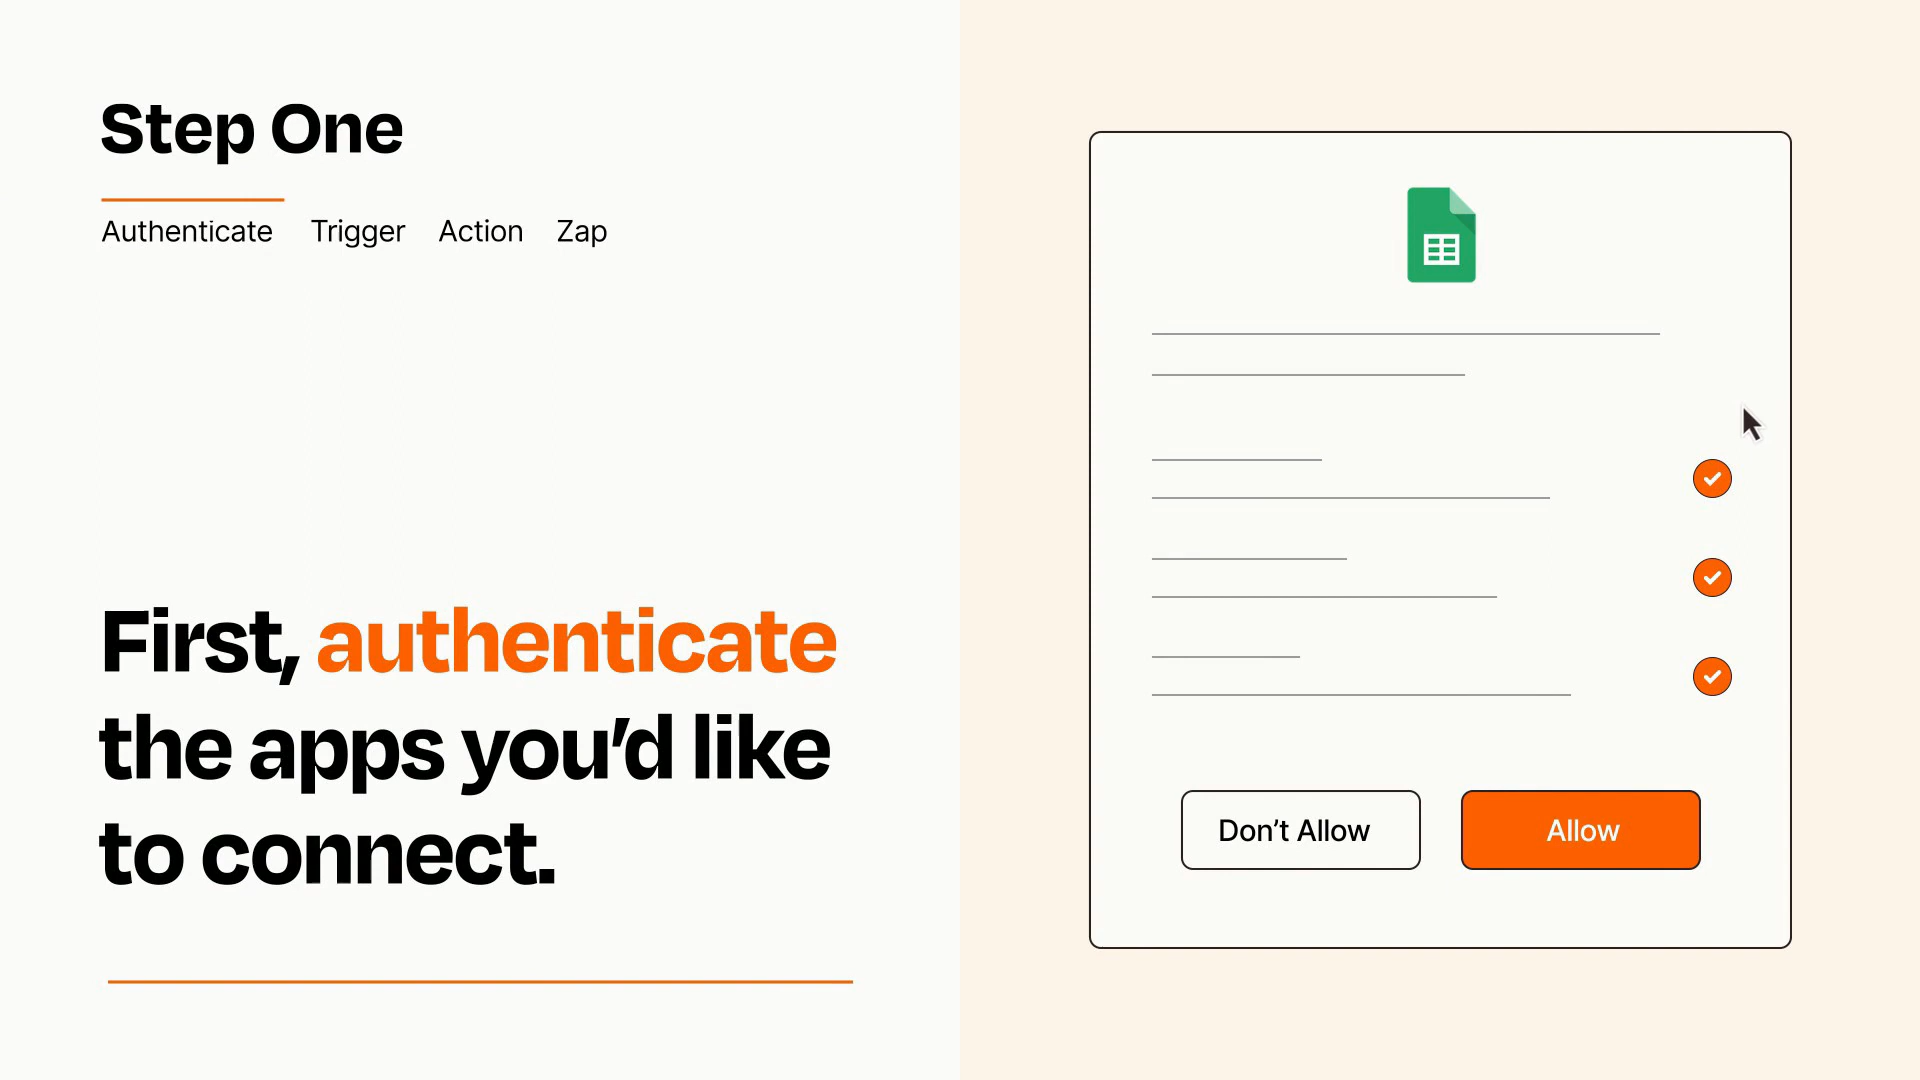 Step One
Authenticate Trigger Action Zap
First, authenticate
the apps you’d like
to connect.
Don’t Allow
Allow